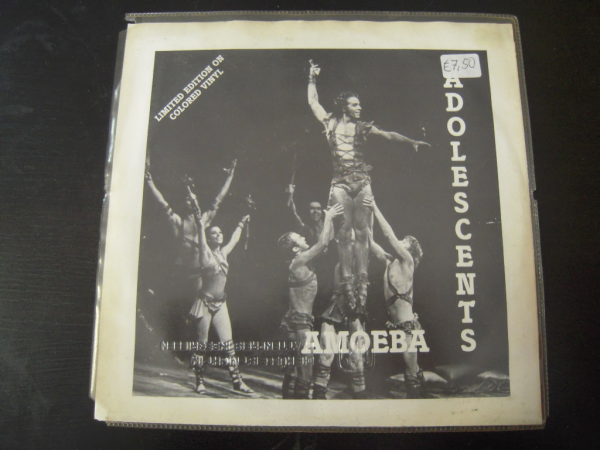 LIMITED EDITION ON
COLORED VINYL
£7,50
ADOLESCENTS
AMOEBA